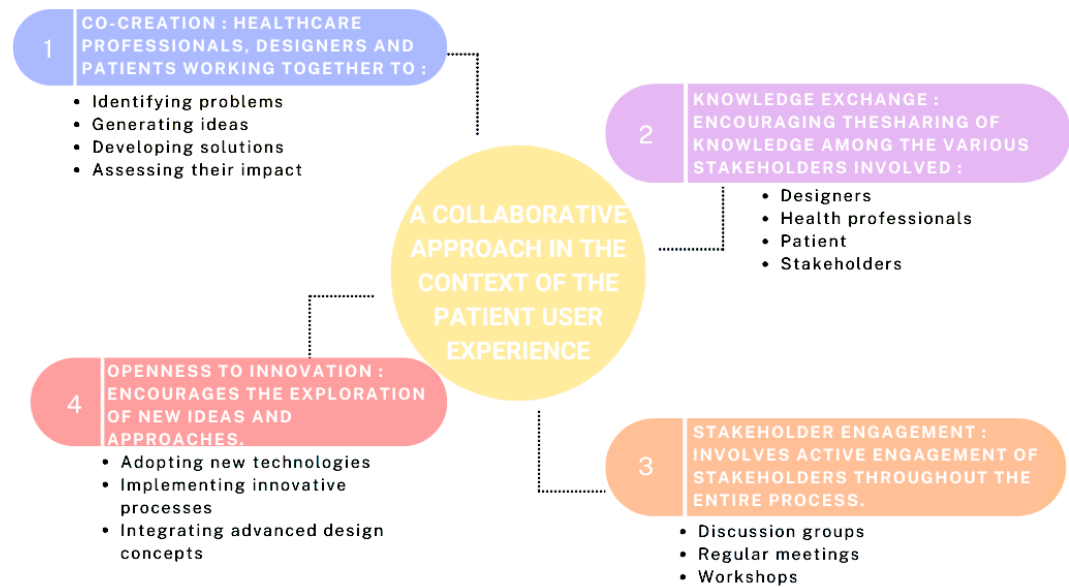 1
CO-CREATION : HEALTHCARE
PROFESSIONALS, DESIGNERS AND
PATIENTS WORKING TOGETHER TO :
• Identifying problems
• Generating ideas
• Developing solutions
• Assessing their impact
2
KNOWLEDGE EXCHANGE :
ENCOURAGING THESHARING OF
KNOWLEDGE AMONG THE VARIOUS
STAKEHOLDERS INVOLVED :
• Designers
• Health professionals
• Patient
• Stakeholders
A COLLABORATIVE
APPROACH IN THE
CONTEXT OF THE
PATIENT USER
EXPERIENCE
4
OPENNESS TO INNOVATION :
ENCOURAGES THE EXPLORATION
OF NEW IDEAS AND
APPROACHES.
• Adopting new technologies
• Implementing innovative
processes
• Integrating advanced design
concepts
3
STAKEHOLDER ENGAGEMENT :
INVOLVES ACTIVE ENGAGEMENT OF
STAKEHOLDERS THROUGHOUT THE
ENTIRE PROCESS.
• Discussion groups
• Regular meetings
• Workshops